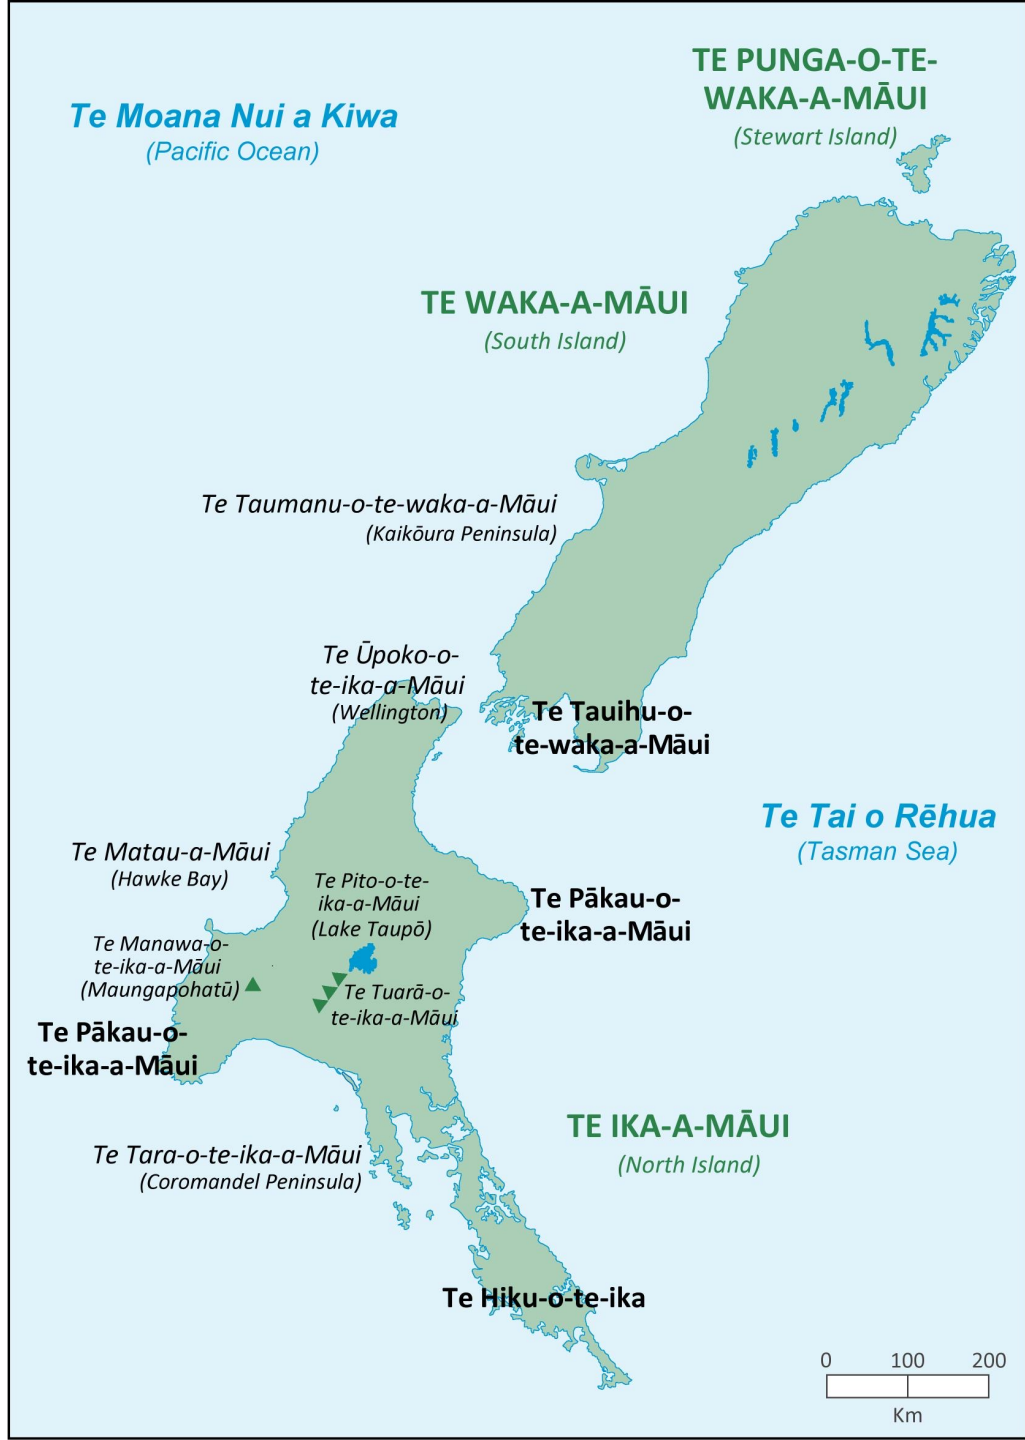 TE PUNGA-O-TE-
WAKA-A-MĀUI
(Stewart Island)
Te Moana Nui a Kiwa
(Pacific Ocean)
TE WAKA-A-MĀUI
(South Island)
Te Taumanu-o-te-waka-a-Māui
(Kaikōura Peninsula)
Te Ūpoko-o-
te-ika-a-Māui
(Wellington)
Te Tauihu-o-
te-waka-a-Māui
Te Tai o Rēhua
(Tasman Sea)
Te Matau-a-Māui
(Hawke Bay)
Te Pito-o-te-
ika-a-Māui
(Lake Taupō)
Te Pākau-o-
te-ika-a-Māui
Te Manawa-o-
te-ika-a-Māui
(Maungapohatū)
Te Tuarā-o-
te-ika-a-Māui
Te Pākau-o-
te-ika-a-Māui
TE IKA-A-MĀUI
(North Island)
Te Tara-o-te-ika-a-Māui
(Coromandel Peninsula)
Te Hiku-o-te-ika
0 100 200
Km